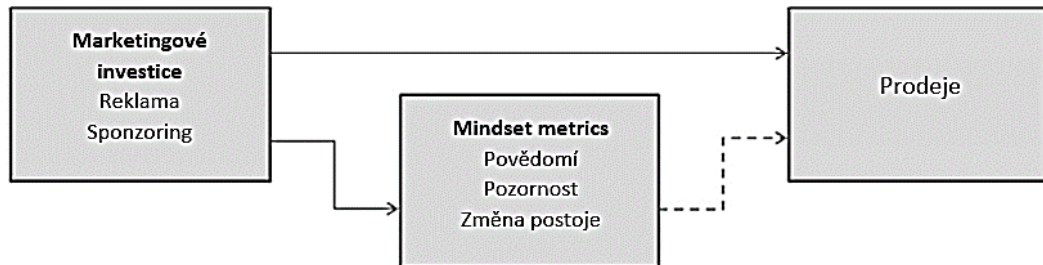 Marketingové
investice
Reklama
Sponzoring
Mindset metrics
Povědomí
Pozornost
Změna postoje
Prodeje